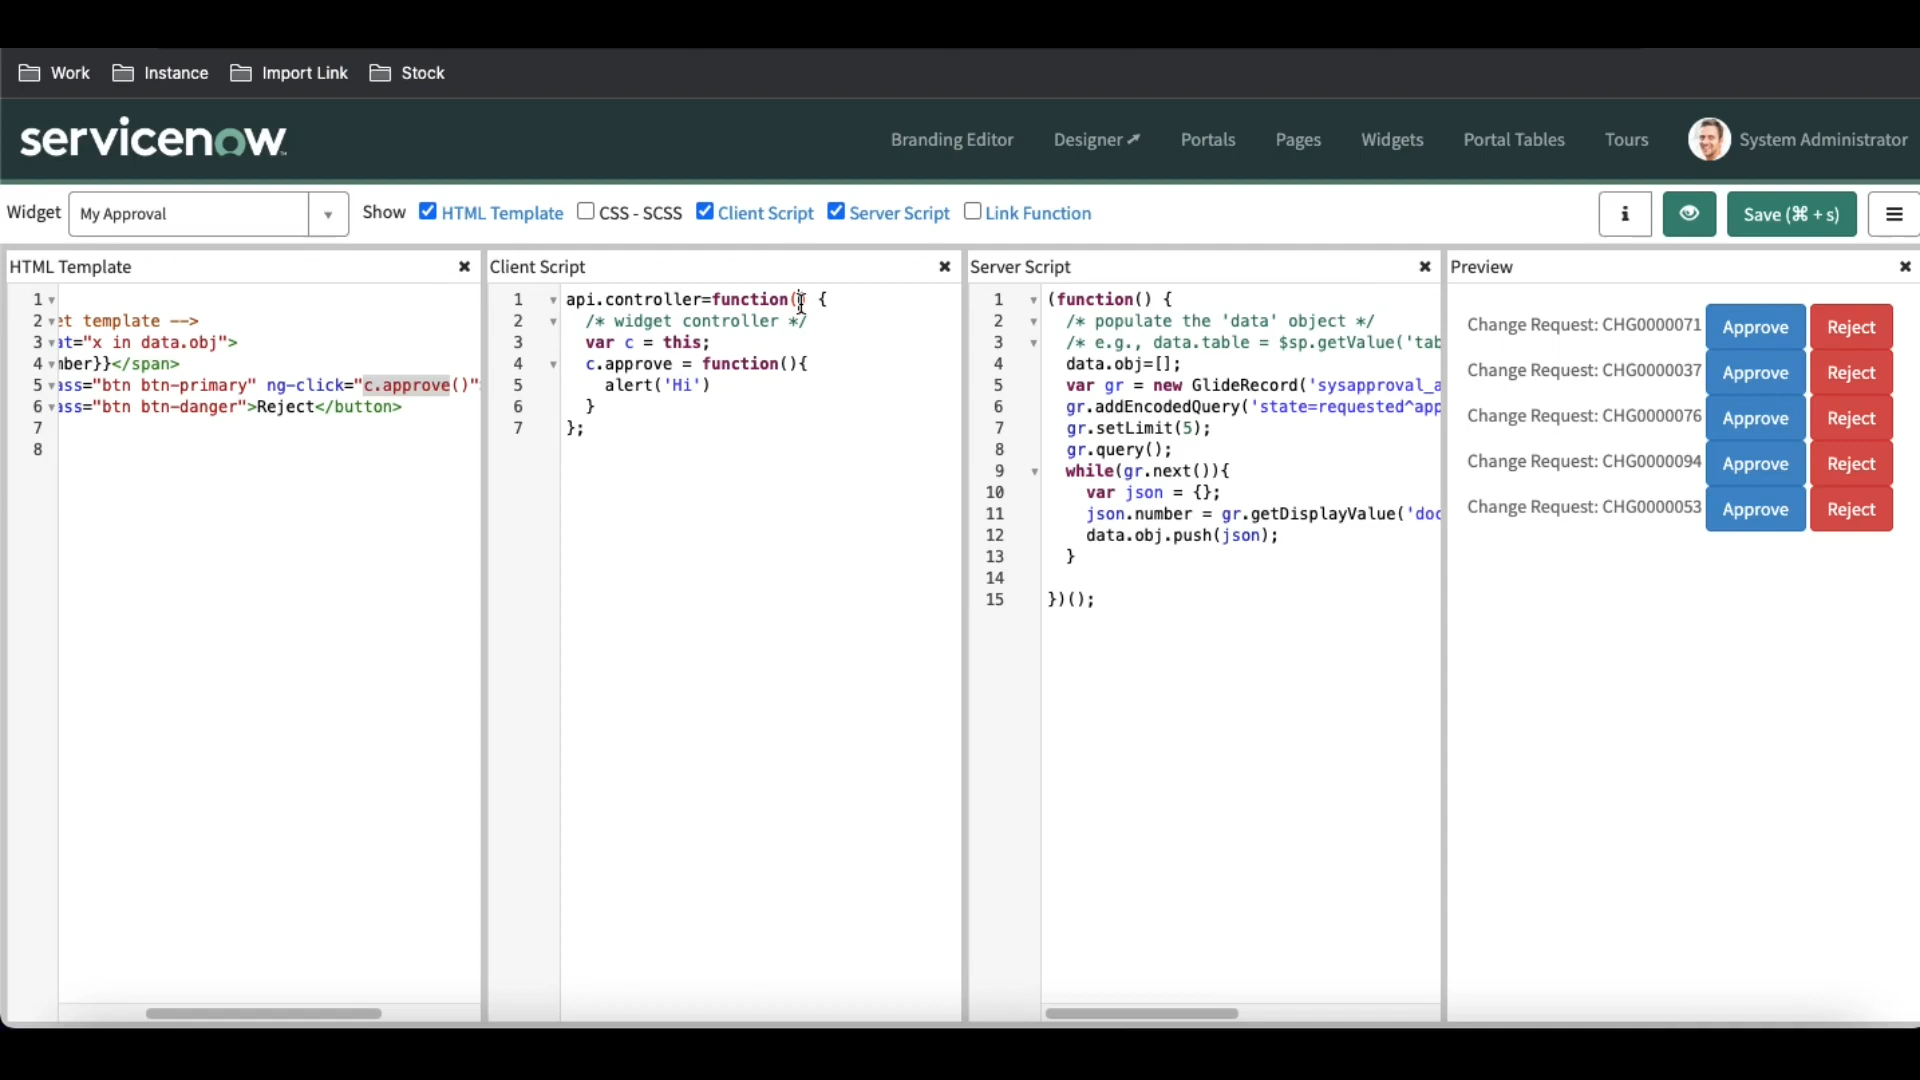 Work Instance Import Link Stock
servicenow Branding Editor Designer Portals Pages Widgets Portal Tables Tours System Administrator
Widget My Approval Show HTML Template CSS - SCSS Client Script Server Script Link Function i Save (⌘ + s)
HTML Template
1
2 et template -->
3 at="x in data.obj">
4 mber}}</span>
5 ass="btn btn-primary" ng-click="c.approve()"
6 ass="btn btn-danger">Reject</button>
7
8
Client Script
1 api.controller=function() {
2 /* widget controller */
3 var c = this;
4 c.approve = function(){
5 alert('Hi')
6 }
7 };
Server Script
1 (function() {
2 /* populate the 'data' object */
3 /* e.g., data.table = $sp.getValue('tab
4 data.obj=[];
5 var gr = new GlideRecord('sysapproval_a
6 gr.addEncodedQuery('state=requested^app
7 gr.setLimit(5);
8 gr.query();
9 while(gr.next()){
10 var json = {};
11 json.number = gr.getDisplayValue('doc
12 data.obj.push(json);
13 }
14
15 })();
Preview
Change Request: CHG0000071 Approve Reject
Change Request: CHG0000037 Approve Reject
Change Request: CHG0000076 Approve Reject
Change Request: CHG0000094 Approve Reject
Change Request: CHG0000053 Approve Reject